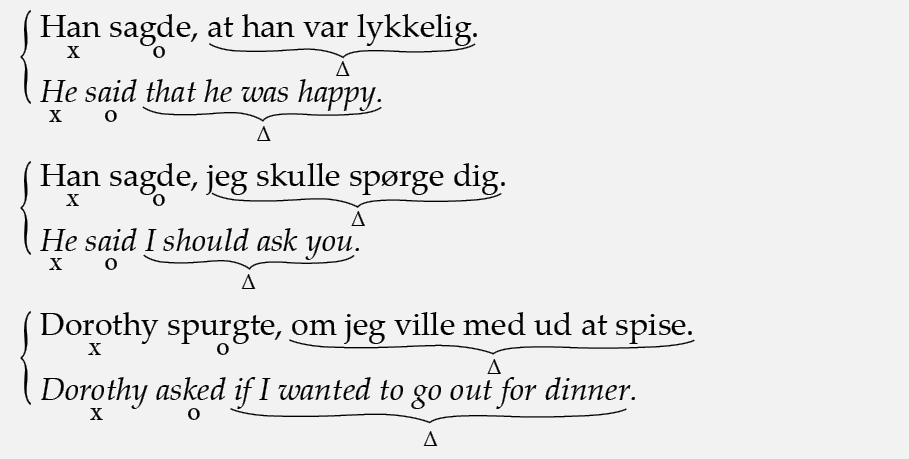 Han sagde, at han var lykkelig.
x o Δ
He said that he was happy.
x o Δ
Han sagde, jeg skulle spørge dig.
x o Δ
He said I should ask you.
x o Δ
Dorothy spurgte, om jeg ville med ud at spise.
x o Δ
Dorothy asked if I wanted to go out for dinner.
x o Δ